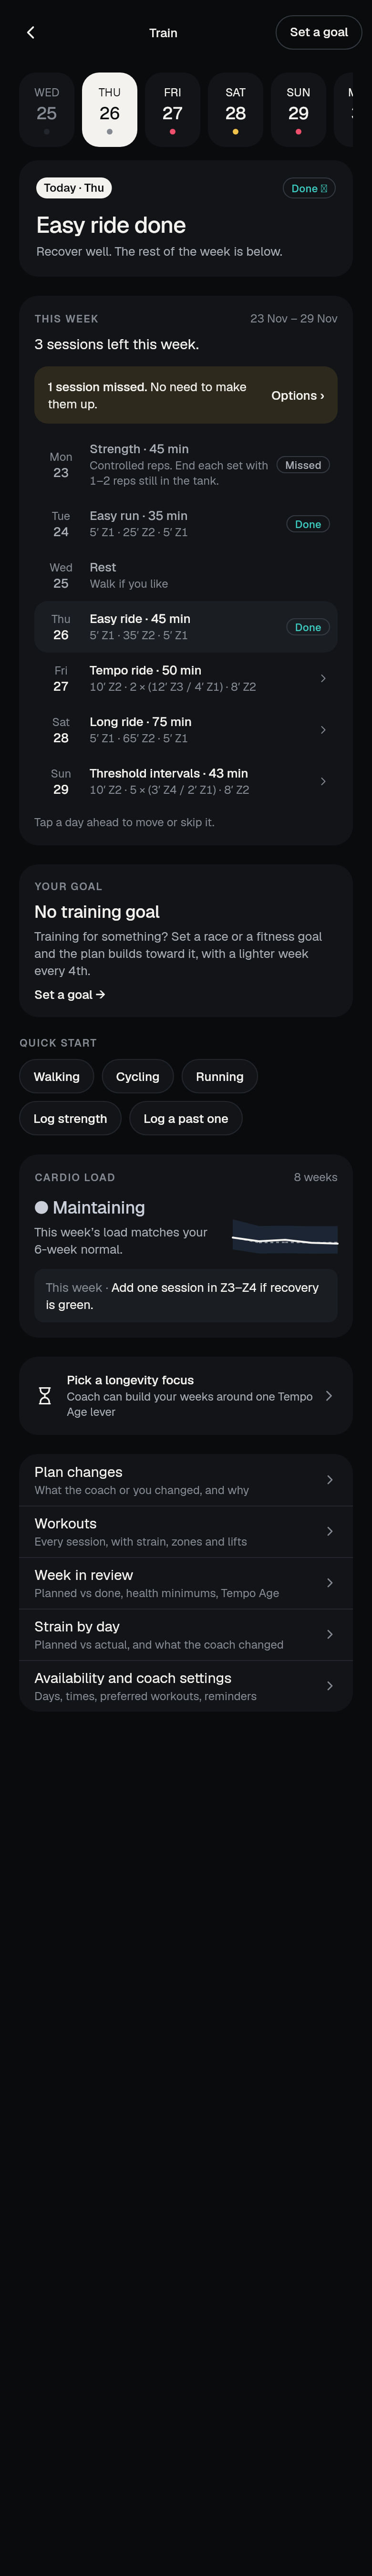 Train
Set a goal
WED
25
THU
26
FRI
27
SAT
28
SUN
29
Today · Thu
Done
Easy ride done
Recover well. The rest of the week is below.
THIS WEEK
23 Nov – 29 Nov
3 sessions left this week.
1 session missed. No need to make
them up.
Options ›
Mon
23
Strength · 45 min
Controlled reps. End each set with
1–2 reps still in the tank.
Missed
Tue
24
Easy run · 35 min
5′ Z1 · 25′ Z2 · 5′ Z1
Done
Wed
25
Rest
Walk if you like
Thu
26
Easy ride · 45 min
5′ Z1 · 35′ Z2 · 5′ Z1
Done
Fri
27
Tempo ride · 50 min
10′ Z2 · 2 × (12′ Z3 / 4′ Z1) · 8′ Z2
Sat
28
Long ride · 75 min
5′ Z1 · 65′ Z2 · 5′ Z1
Sun
29
Threshold intervals · 43 min
10′ Z2 · 5 × (3′ Z4 / 2′ Z1) · 8′ Z2
Tap a day ahead to move or skip it.
YOUR GOAL
No training goal
Training for something? Set a race or a fitness goal
and the plan builds toward it, with a lighter week
every 4th.
Set a goal →
QUICK START
Walking
Cycling
Running
Log strength
Log a past one
CARDIO LOAD
8 weeks
Maintaining
This week’s load matches your
6-week normal.
This week · Add one session in Z3–Z4 if recovery
is green.
Pick a longevity focus
Coach can build your weeks around one Tempo
Age lever
Plan changes
What the coach or you changed, and why
Workouts
Every session, with strain, zones and lifts
Week in review
Planned vs done, health minimums, Tempo Age
Strain by day
Planned vs actual, and what the coach changed
Availability and coach settings
Days, times, preferred workouts, reminders